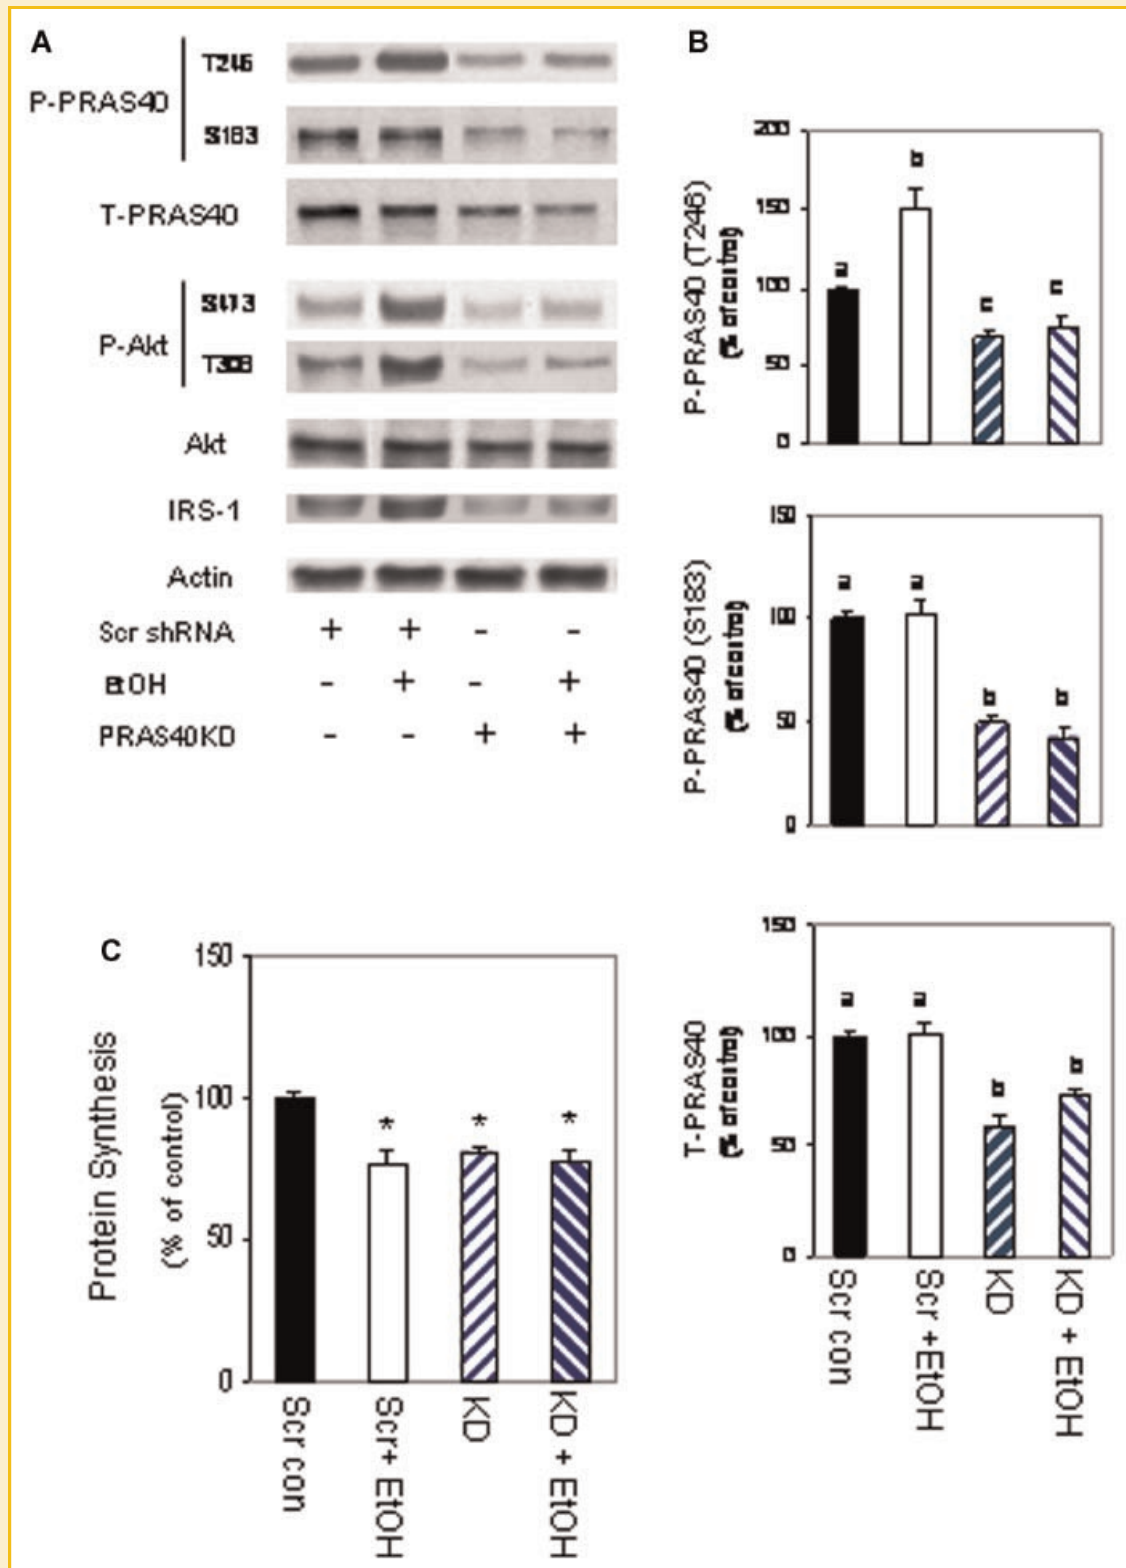 A
P-PRAS40
T246
S183
T-PRAS40
P-Akt
S473
T308
Akt
IRS-1
Actin
Scr shRNA + + - -
EtOH - + - +
PRAS40KD - - + +
B
P-PRAS40 (T246)
(% of control)
200
150
100
50
0
a
b
c
c
P-PRAS40 (S183)
(% of control)
150
100
50
0
a
a
b
b
T-PRAS40
(% of control)
150
100
50
0
a
a
b
b
Scr con
Scr +EtOH
KD
KD + EtOH
C
Protein Synthesis
(% of control)
150
100
50
0
*
*
*
Scr con
Scr+ EtOH
KD
KD + EtOH